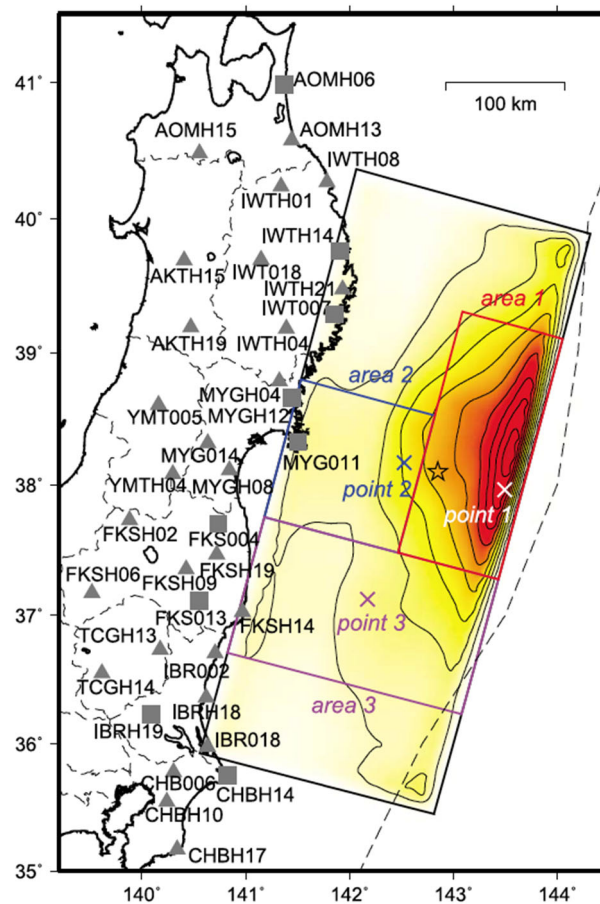 41°
AOMH06
100 km
AOMH15
AOMH13
IWTH08
IWTH01
40°
IWTH14
AKTH15
IWT018
IWTH21
IWT007
area 1
AKTH19
IWTH04
39°
area 2
MYGH04
YMT005
MYGH12
MYG014
MYG011
YMTH04
MYGH08
point 2
38°
point 1
FKSH02
FKS004
FKSH06
FKSH09
FKSH19
FKS013
FKSH14
point 3
37°
TCGH13
IBR002
TCGH14
IBRH18
area 3
IBRH19
IBR018
36°
CHB006
CHBH14
CHBH10
CHBH17
35°
140°
141°
142°
143°
144°